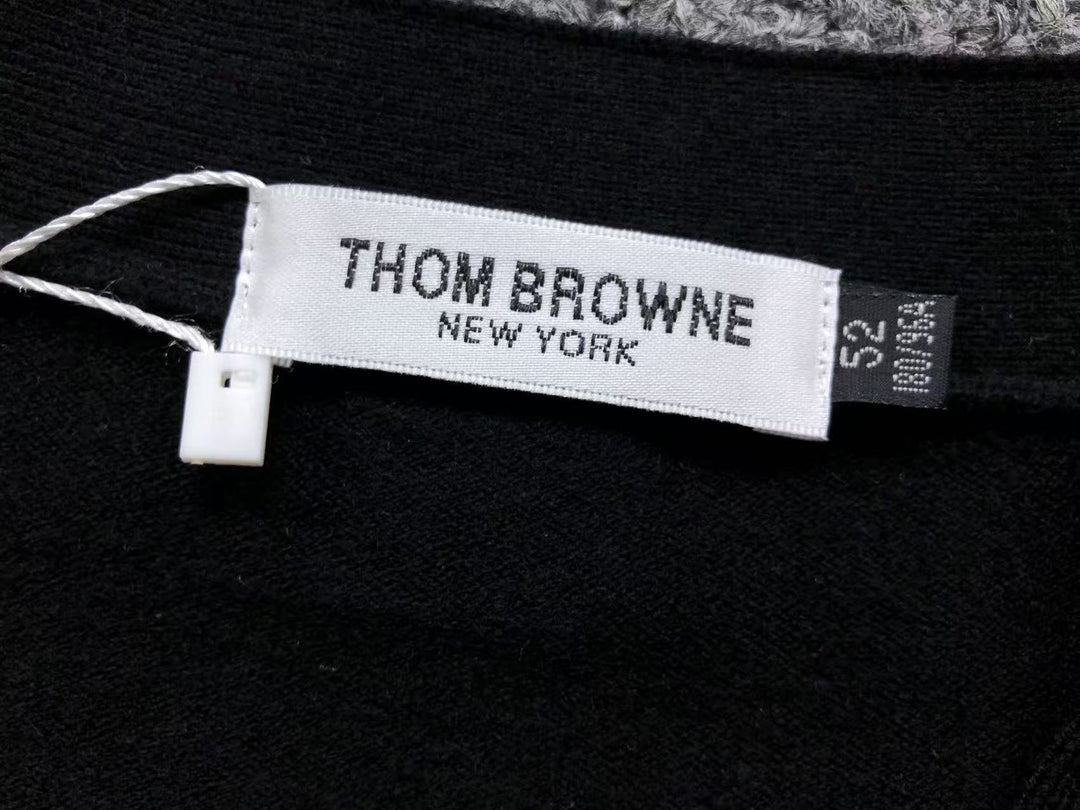 THOM BROWNE
NEW YORK
52
180/96A